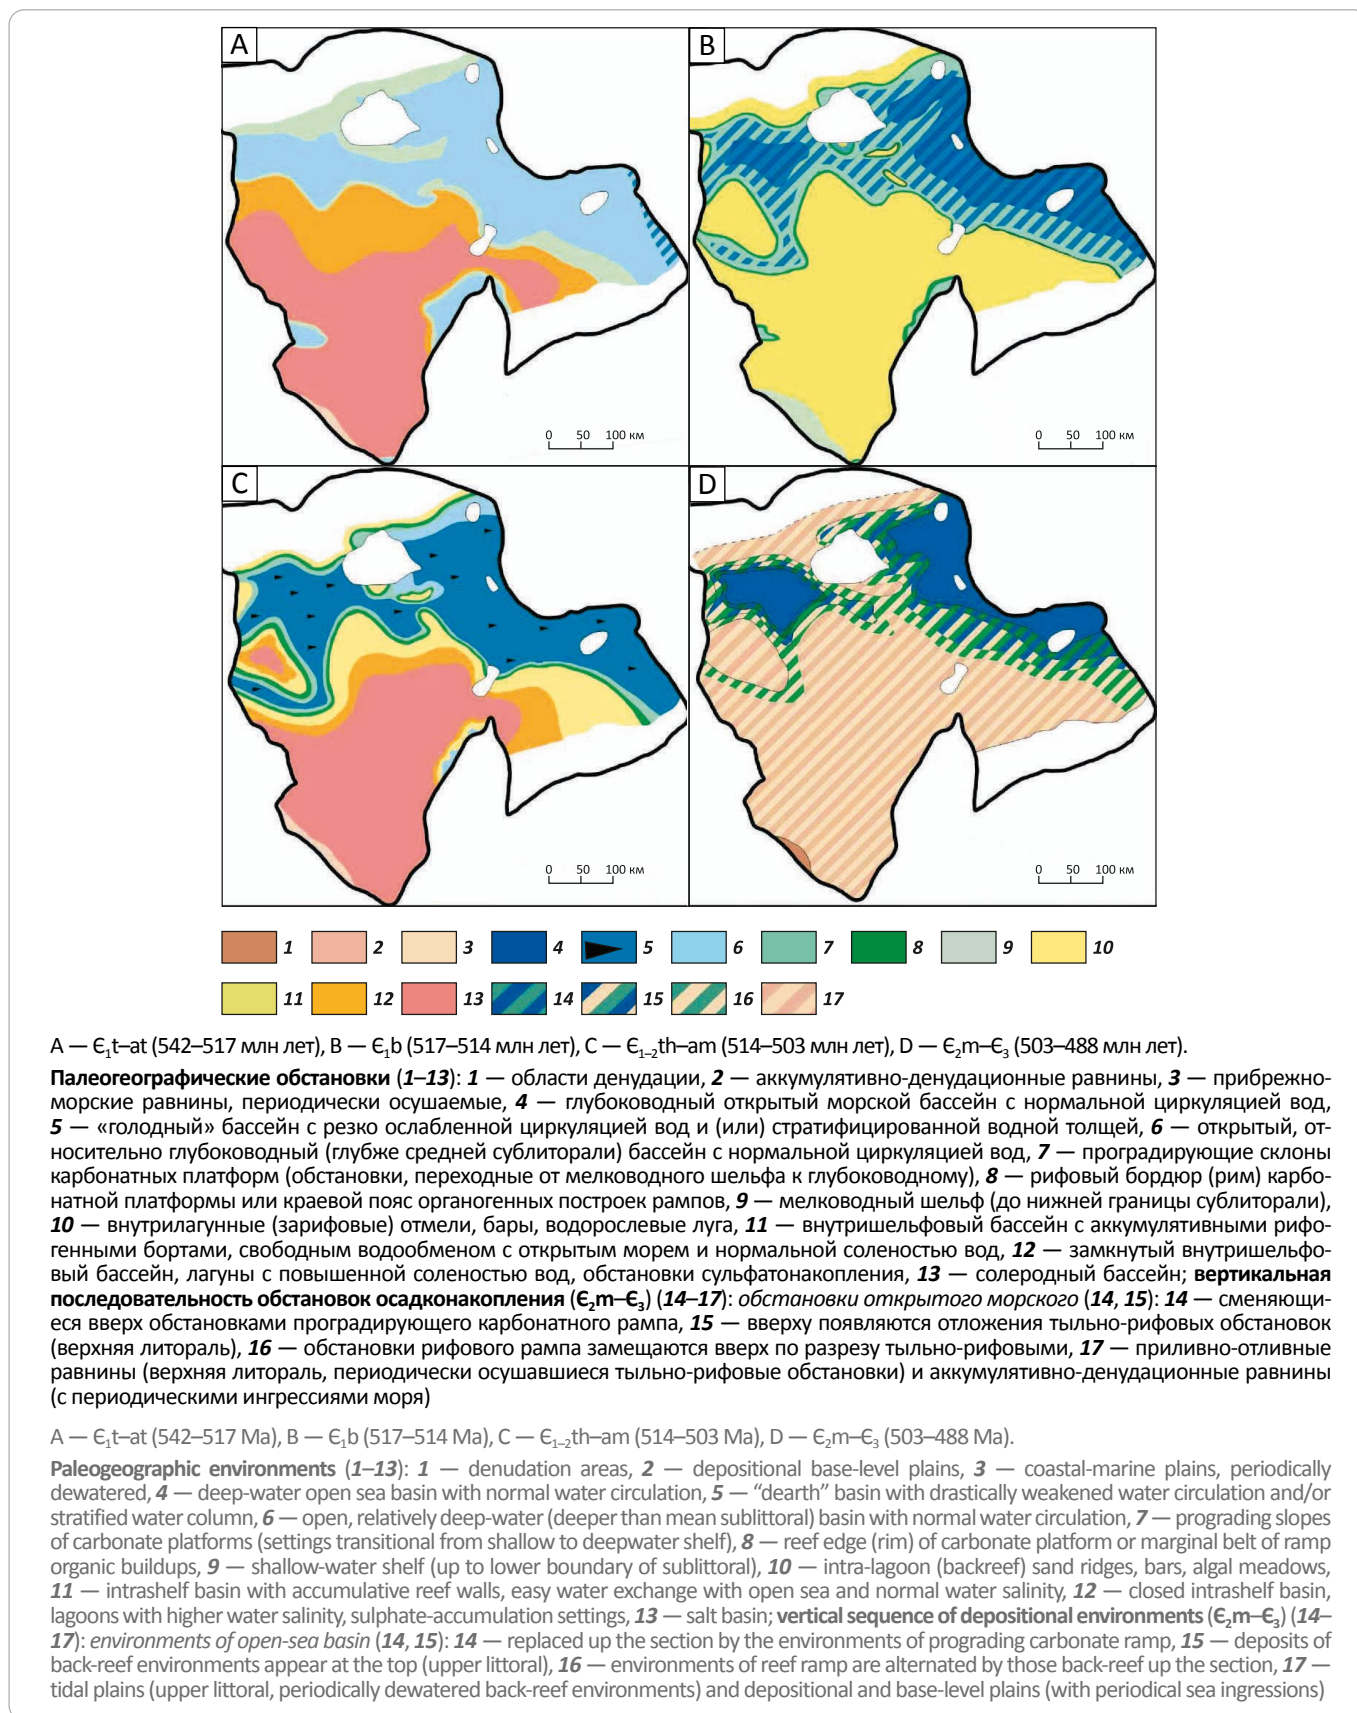 A
B
0 50 100 км
0 50 100 км
C
D
0 50 100 км
0 50 100 км
1 2 3 4 5 6 7 8 9 10
11 12 13 14 15 16 17
A — Є₁t–at (542–517 млн лет), B — Є₁b (517–514 млн лет), C — Є₁₋₂th–am (514–503 млн лет), D — Є₂m–Є₃ (503–488 млн лет).
Палеогеографические обстановки (1–13): 1 — области денудации, 2 — аккумулятивно-денудационные равнины, 3 — прибрежно-
морские равнины, периодически осушаемые, 4 — глубоководный открытый морской бассейн с нормальной циркуляцией вод,
5 — «голодный» бассейн с резко ослабленной циркуляцией вод и (или) стратифицированной водной толщей, 6 — открытый, от-
носительно глубоководный (глубже средней сублиторали) бассейн с нормальной циркуляцией вод, 7 — проградирующие склоны
карбонатных платформ (обстановки, переходные от мелководного шельфа к глубоководному), 8 — рифовый бордюр (рим) карбо-
натной платформы или краевой пояс органогенных построек рампов, 9 — мелководный шельф (до нижней границы сублиторали),
10 — внутрилагунные (зарифовые) отмели, бары, водорослевые луга, 11 — внутришельфовый бассейн с аккумулятивными рифо-
генными бортами, свободным водообменом с открытым морем и нормальной соленостью вод, 12 — замкнутый внутришельфо-
вый бассейн, лагуны с повышенной соленостью вод, обстановки сульфатонакопления, 13 — солеродный бассейн; вертикальная
последовательность обстановок осадконакопления (Є₂m–Є₃) (14–17): обстановки открытого морского (14, 15): 14 — сменяющи-
еся вверх обстановками проградирующего карбонатного рампа, 15 — вверху появляются отложения тыльно-рифовых обстановок
(верхняя литораль), 16 — обстановки рифового рампа замещаются вверх по разрезу тыльно-рифовыми, 17 — приливно-отливные
равнины (верхняя литораль, периодически осушавшиеся тыльно-рифовые обстановки) и аккумулятивно-денудационные равнины
(с периодическими ингрессиями моря)
A — Є₁t–at (542–517 Ma), B — Є₁b (517–514 Ma), C — Є₁₋₂th–am (514–503 Ma), D — Є₂m–Є₃ (503–488 Ma).
Paleogeographic environments (1–13): 1 — denudation areas, 2 — depositional base-level plains, 3 — coastal-marine plains, periodically
dewatered, 4 — deep-water open sea basin with normal water circulation, 5 — “dearth” basin with drastically weakened water circulation and/or
stratified water column, 6 — open, relatively deep-water (deeper than mean sublittoral) basin with normal water circulation, 7 — prograding slopes
of carbonate platforms (settings transitional from shallow to deepwater shelf), 8 — reef edge (rim) of carbonate platform or marginal belt of ramp
organic buildups, 9 — shallow-water shelf (up to lower boundary of sublittoral), 10 — intra-lagoon (backreef) sand ridges, bars, algal meadows,
11 — intrashelf basin with accumulative reef walls, easy water exchange with open sea and normal water salinity, 12 — closed intrashelf basin,
lagoons with higher water salinity, sulphate-accumulation settings, 13 — salt basin; vertical sequence of depositional environments (Є₂m–Є₃) (14–
17): environments of open-sea basin (14, 15): 14 — replaced up the section by the environments of prograding carbonate ramp, 15 — deposits of
back-reef environments appear at the top (upper littoral), 16 — environments of reef ramp are alternated by those back-reef up the section, 17 —
tidal plains (upper littoral, periodically dewatered back-reef environments) and depositional and base-level plains (with periodical sea ingressions)